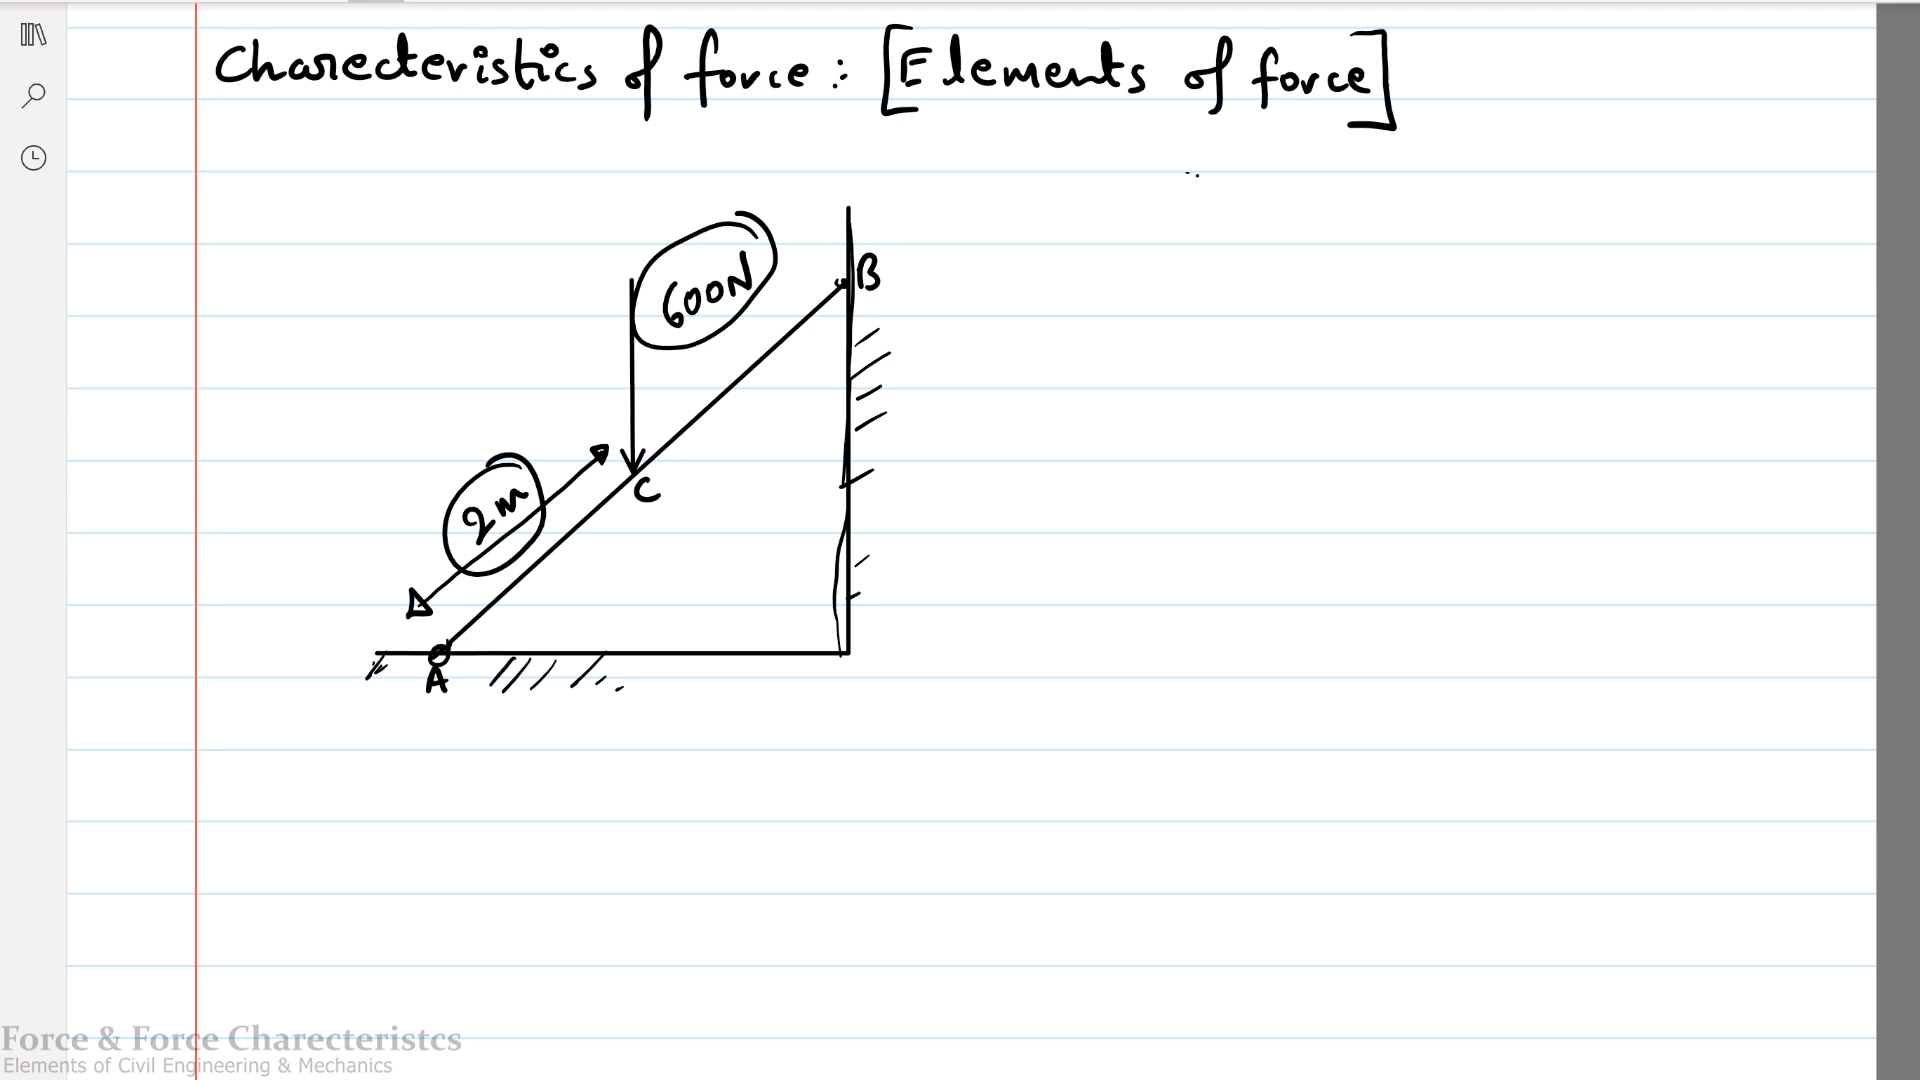 Charecteristics of force : [Elements of force]
600N
B
2m
C
A
Force & Force Charecteristcs
Elements of Civil Engineering & Mechanics